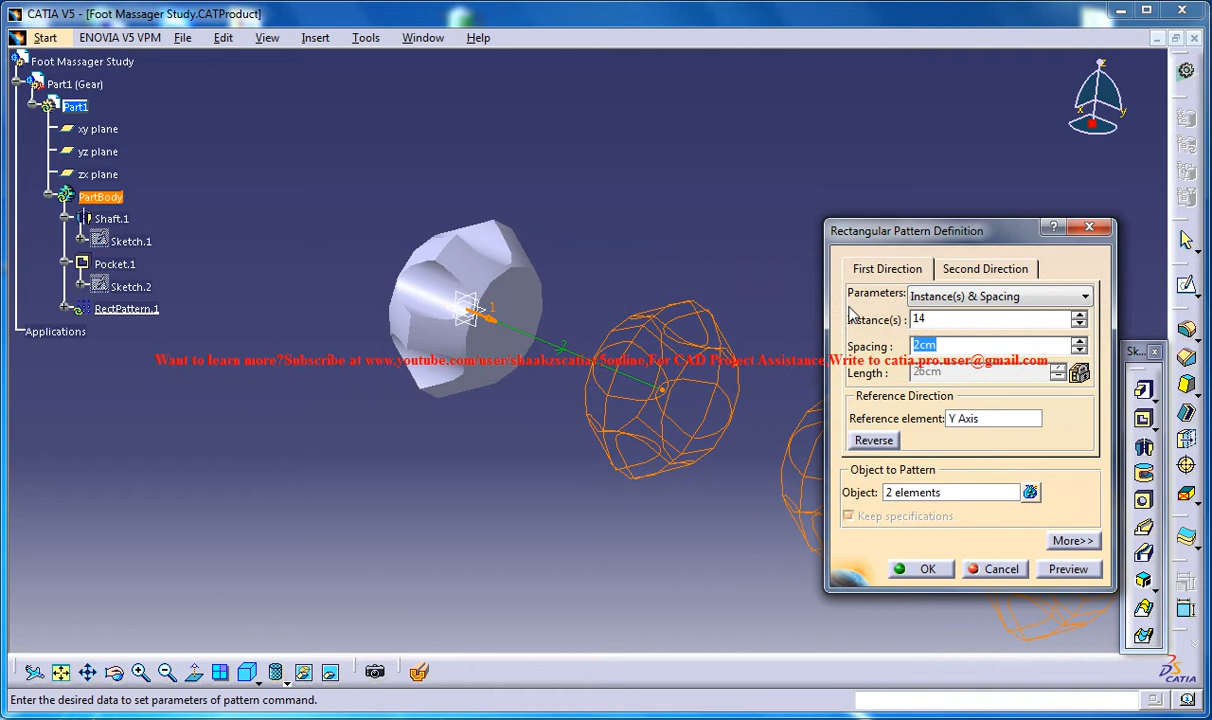 CATIA V5 - [Foot Massager Study.CATProduct]
Start ENOVIA V5 VPM File Edit View Insert Tools Window Help
Foot Massager Study
Part1 (Gear)
Part1
xy plane
yz plane
zx plane
PartBody
Shaft.1
Sketch.1
Pocket.1
Sketch.2
RectPattern.1
Applications
z
x
y
1
2
Rectangular Pattern Definition
First Direction Second Direction
Parameters: Instance(s) & Spacing
Instance(s) : 14
Spacing : 2cm
Want to learn more?Subscribe at www.youtube.com/user/shaakzscatiav5online,For CAD Project Assistance,Write to catia.pro.user@gmail.com
Length : 26cm
Reference Direction
Reference element: Y Axis
Reverse
Object to Pattern
Object: 2 elements
Keep specifications
More>>
OK Cancel Preview
Sk...
DS
CATIA
Enter the desired data to set parameters of pattern command.